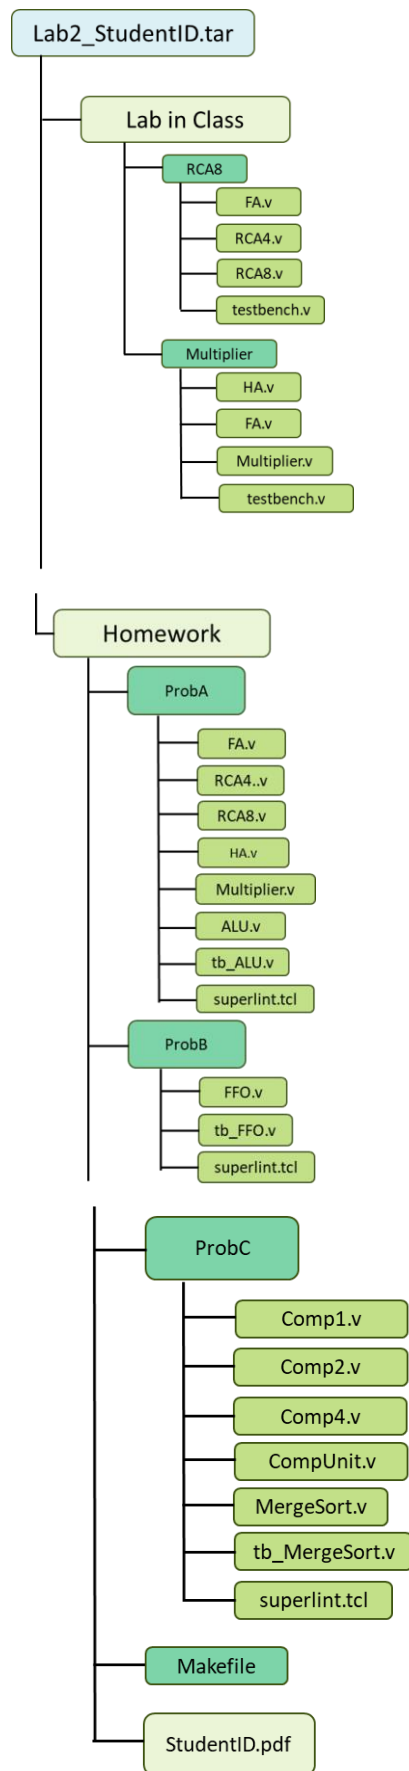 Lab2_StudentID.tar
Lab in Class
RCA8
FA.v
RCA4.v
RCA8.v
testbench.v
Multiplier
HA.v
FA.v
Multiplier.v
testbench.v
Homework
ProbA
FA.v
RCA4..v
RCA8.v
HA.v
Multiplier.v
ALU.v
tb_ALU.v
superlint.tcl
ProbB
FFO.v
tb_FFO.v
superlint.tcl
ProbC
Comp1.v
Comp2.v
Comp4.v
CompUnit.v
MergeSort.v
tb_MergeSort.v
superlint.tcl
Makefile
StudentID.pdf